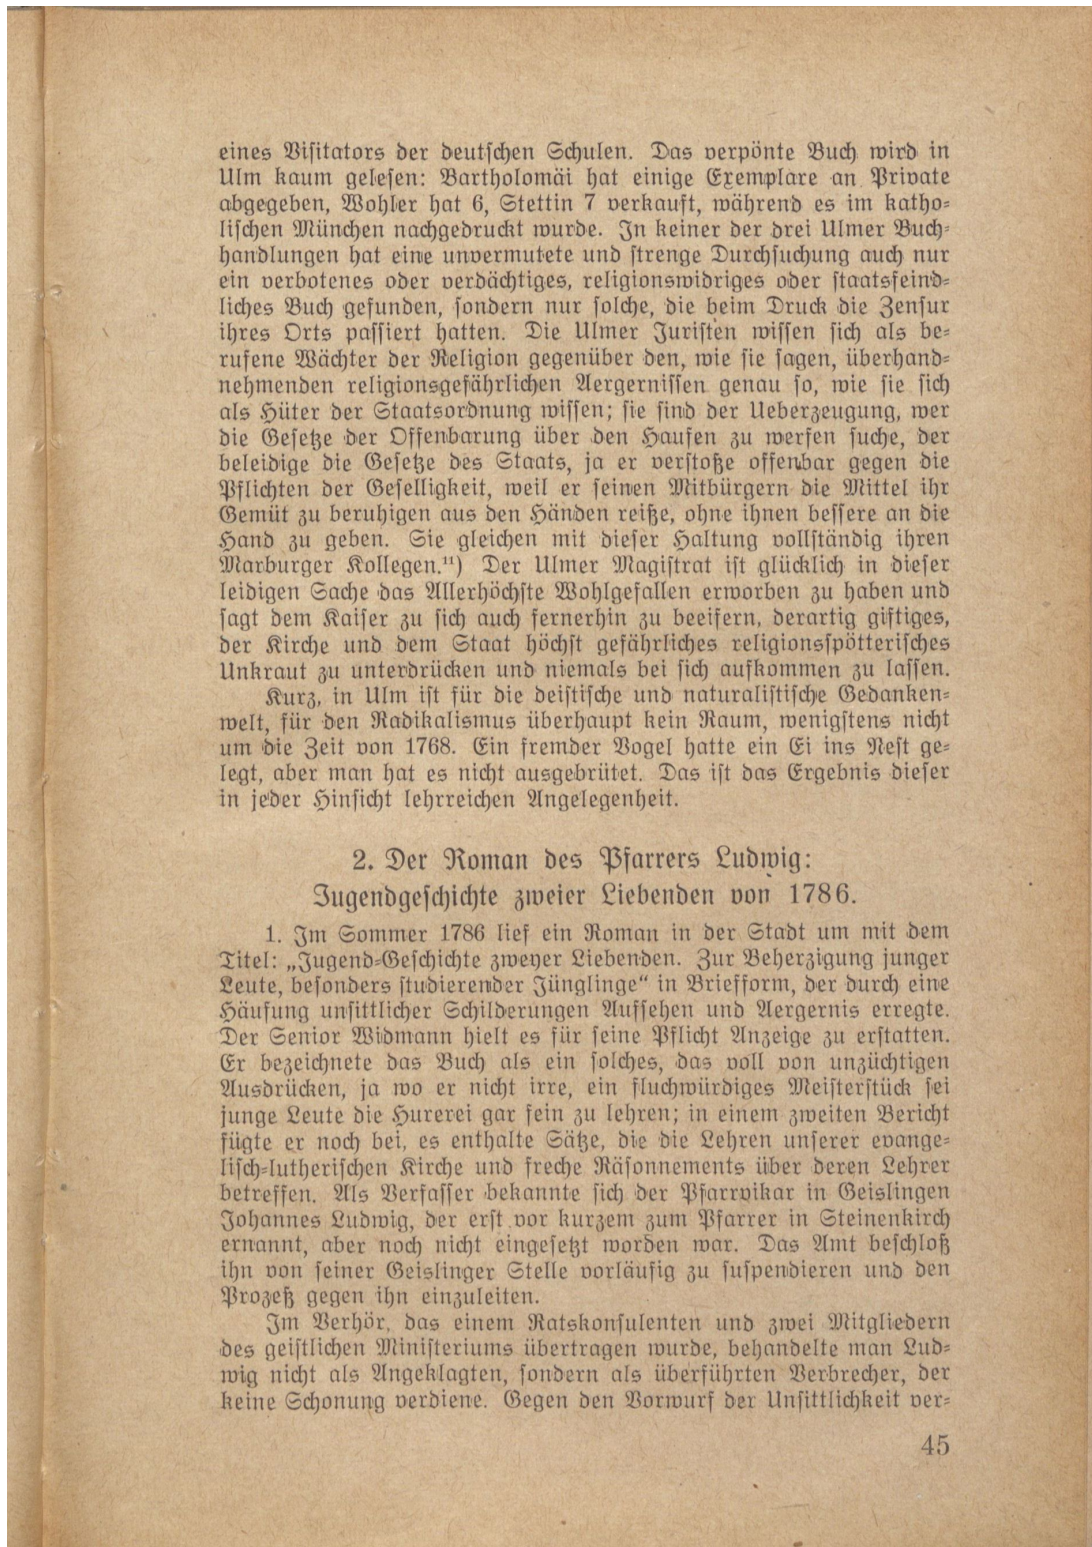 eines Visitators der deutschen Schulen. Das verpönte Buch wird in
Ulm kaum gelesen: Bartholomäi hat einige Exemplare an Private
abgegeben, Wohler hat 6, Stettin 7 verkauft, während es im katho-
lischen München nachgedruckt wurde. In keiner der drei Ulmer Buch-
handlungen hat eine unvermutete und strenge Durchsuchung auch nur
ein verbotenes oder verdächtiges, religionswidriges oder staatsfeind-
liches Buch gefunden, sondern nur solche, die beim Druck die Zensur
ihres Orts passiert hatten. Die Ulmer Juristen wissen sich als be-
rufene Wächter der Religion gegenüber den, wie sie sagen, überhand-
nehmenden religionsgefährlichen Aergernissen genau so, wie sie sich
als Hüter der Staatsordnung wissen; sie sind der Ueberzeugung, wer
die Gesetze der Offenbarung über den Haufen zu werfen suche, der
beleidige die Gesetze des Staats, ja er verstoße offenbar gegen die
Pflichten der Geselligkeit, weil er seinen Mitbürgern die Mittel ihr
Gemüt zu beruhigen aus den Händen reiße, ohne ihnen bessere an die
Hand zu geben. Sie gleichen mit dieser Haltung vollständig ihren
Marburger Kollegen.¹¹) Der Ulmer Magistrat ist glücklich in dieser
leidigen Sache das Allerhöchste Wohlgefallen erworben zu haben und
sagt dem Kaiser zu sich auch fernerhin zu beeifern, derartig giftiges,
der Kirche und dem Staat höchst gefährliches religionsspötterisches
Unkraut zu unterdrücken und niemals bei sich aufkommen zu lassen.
Kurz, in Ulm ist für die deistische und naturalistische Gedanken-
welt, für den Radikalismus überhaupt kein Raum, wenigstens nicht
um die Zeit von 1768. Ein fremder Vogel hatte ein Ei ins Nest ge-
legt, aber man hat es nicht ausgebrütet. Das ist das Ergebnis dieser
in jeder Hinsicht lehrreichen Angelegenheit.
2. Der Roman des Pfarrers Ludwig:
Jugendgeschichte zweier Liebenden von 1786.
1. Im Sommer 1786 lief ein Roman in der Stadt um mit dem
Titel: „Jugend-Geschichte zweyer Liebenden. Zur Beherzigung junger
Leute, besonders studierender Jünglinge“ in Briefform, der durch eine
Häufung unsittlicher Schilderungen Aufsehen und Aergernis erregte.
Der Senior Widmann hielt es für seine Pflicht Anzeige zu erstatten.
Er bezeichnete das Buch als ein solches, das voll von unzüchtigen
Ausdrücken, ja wo er nicht irre, ein fluchwürdiges Meisterstück sei
junge Leute die Hurerei gar fein zu lehren; in einem zweiten Bericht
fügte er noch bei, es enthalte Sätze, die die Lehren unserer evange-
lisch-lutherischen Kirche und freche Räsonnements über deren Lehrer
betreffen. Als Verfasser bekannte sich der Pfarrvikar in Geislingen
Johannes Ludwig, der erst vor kurzem zum Pfarrer in Steinenkirch
ernannt, aber noch nicht eingesetzt worden war. Das Amt beschloß
ihn von seiner Geislinger Stelle vorläufig zu suspendieren und den
Prozeß gegen ihn einzuleiten.
Im Verhör, das einem Ratskonsulenten und zwei Mitgliedern
des geistlichen Ministeriums übertragen wurde, behandelte man Lud-
wig nicht als Angeklagten, sondern als überführten Verbrecher, der
keine Schonung verdiene. Gegen den Vorwurf der Unsittlichkeit ver-
45